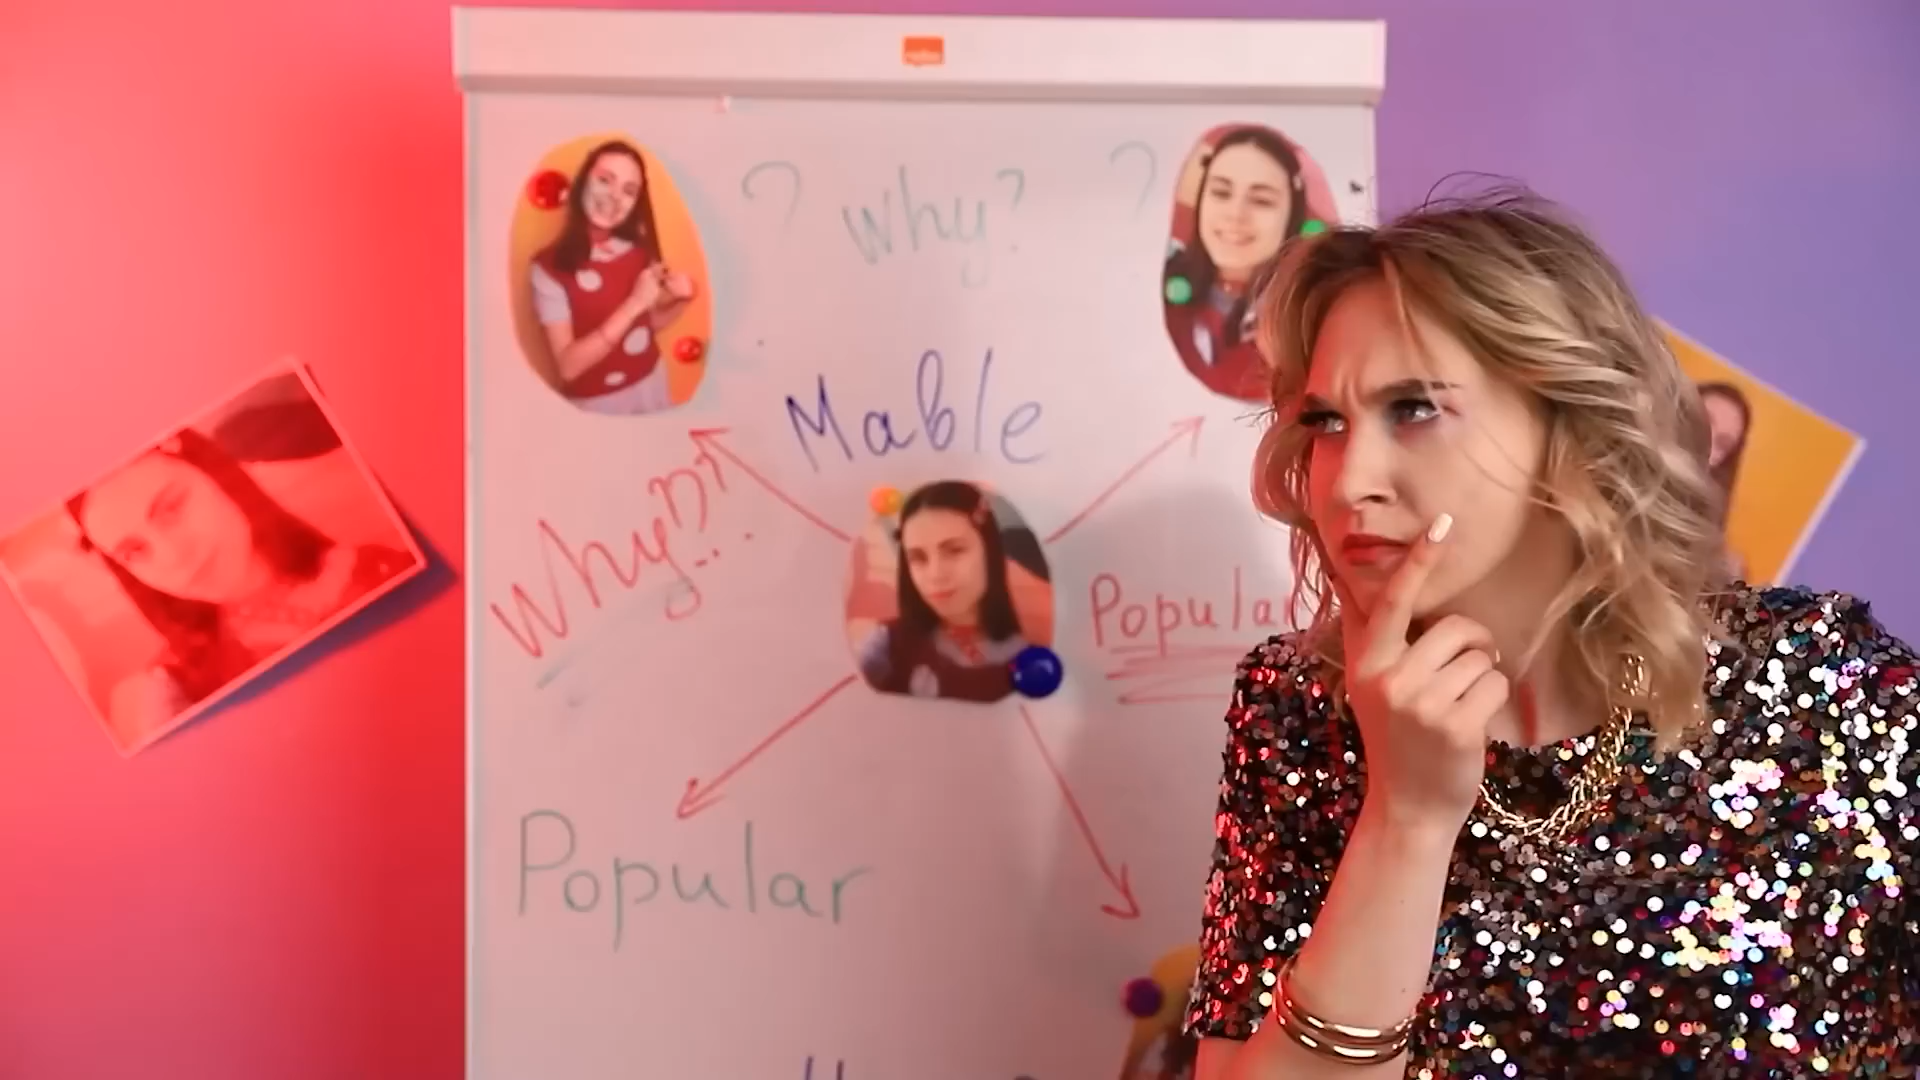 ? Why? ?
Mable
Why??
Popular
Popular